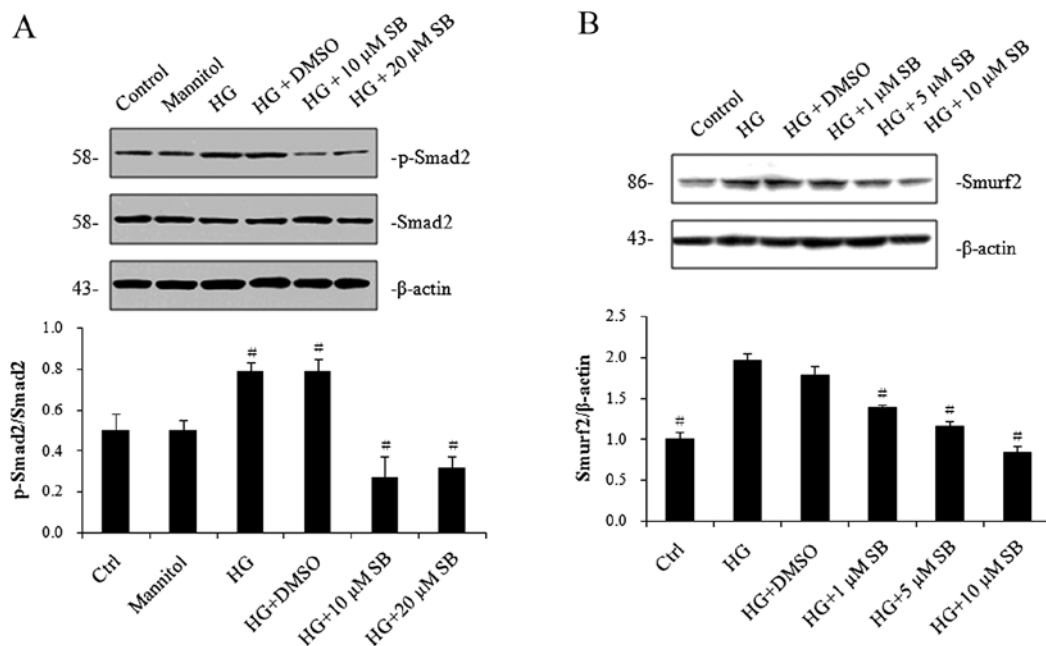 A
Control
Mannitol
HG
HG + DMSO
HG + 10 µM SB
HG + 20 µM SB
58-
-p-Smad2
58-
-Smad2
43-
-β-actin
p-Smad2/Smad2
1.0
0.8
0.6
0.4
0.2
0.0
#
#
#
#
Ctrl
Mannitol
HG
HG+DMSO
HG+10 µM SB
HG+20 µM SB
B
Control
HG
HG + DMSO
HG +1 µM SB
HG + 5 µM SB
HG + 10 µM SB
86-
-Smurf2
43-
-β-actin
Smurf2/β-actin
2.5
2.0
1.5
1.0
0.5
0.0
#
#
#
#
Ctrl
HG
HG+DMSO
HG+1 µM SB
HG+5 µM SB
HG+10 µM SB